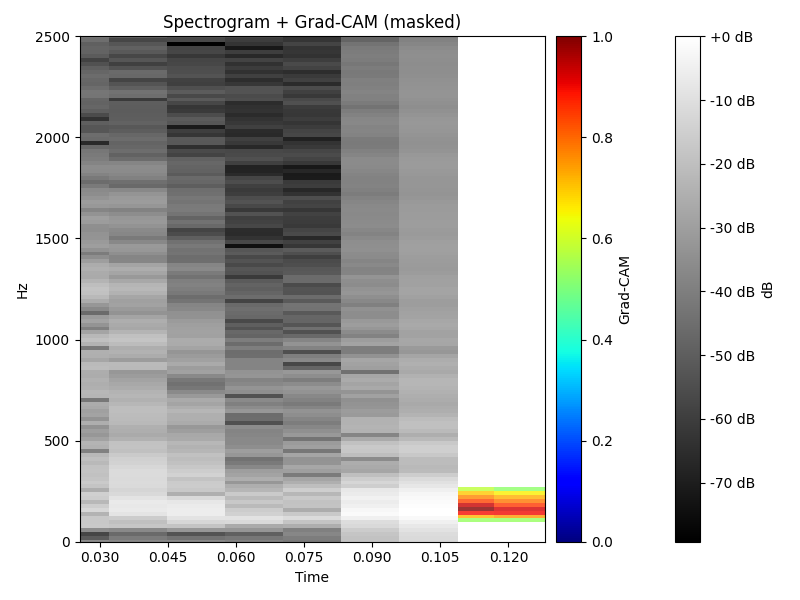 Spectrogram + Grad-CAM (masked)
2500
2000
1500
1000
500
0
Hz
0.030 0.045 0.060 0.075 0.090 0.105 0.120
Time
1.0
0.8
0.6
0.4
0.2
0.0
Grad-CAM
+0 dB
-10 dB
-20 dB
-30 dB
-40 dB
-50 dB
-60 dB
-70 dB
dB